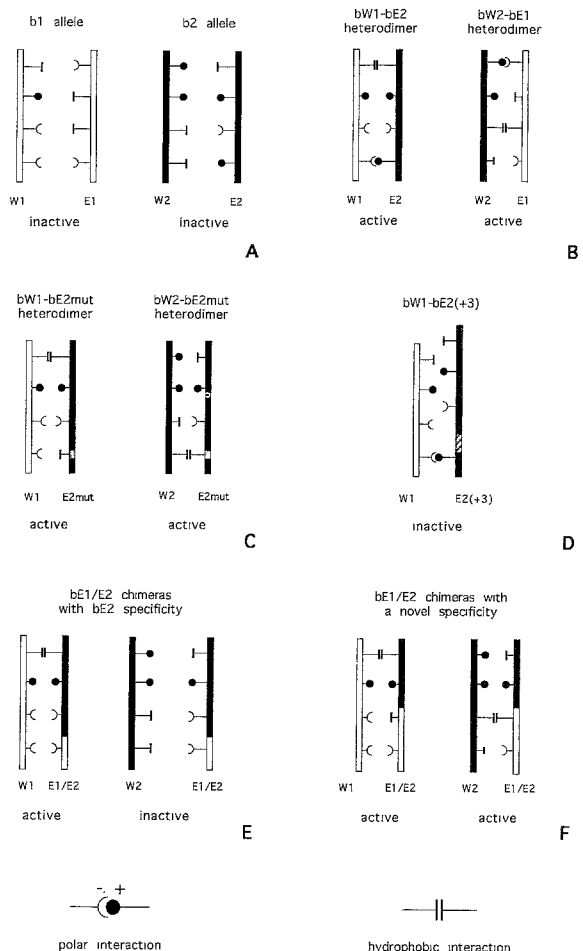 b1 allele
b2 allele
W1 E1
W2 E2
inactive
inactive
A
bW1-bE2
heterodimer
bW2-bE1
heterodimer
W1 E2
W2 E1
active
active
B
bW1-bE2mut
heterodimer
bW2-bE2mut
heterodimer
W1 E2mut
W2 E2mut
active
active
C
bW1-bE2(+3)
W1 E2(+3)
inactive
D
bE1/E2 chimeras
with bE2 specificity
W1 E1/E2
W2 E1/E2
active
inactive
E
bE1/E2 chimeras with
a novel specificity
W1 E1/E2
W2 E1/E2
active
active
F
- +
polar interaction
hydrophobic interaction